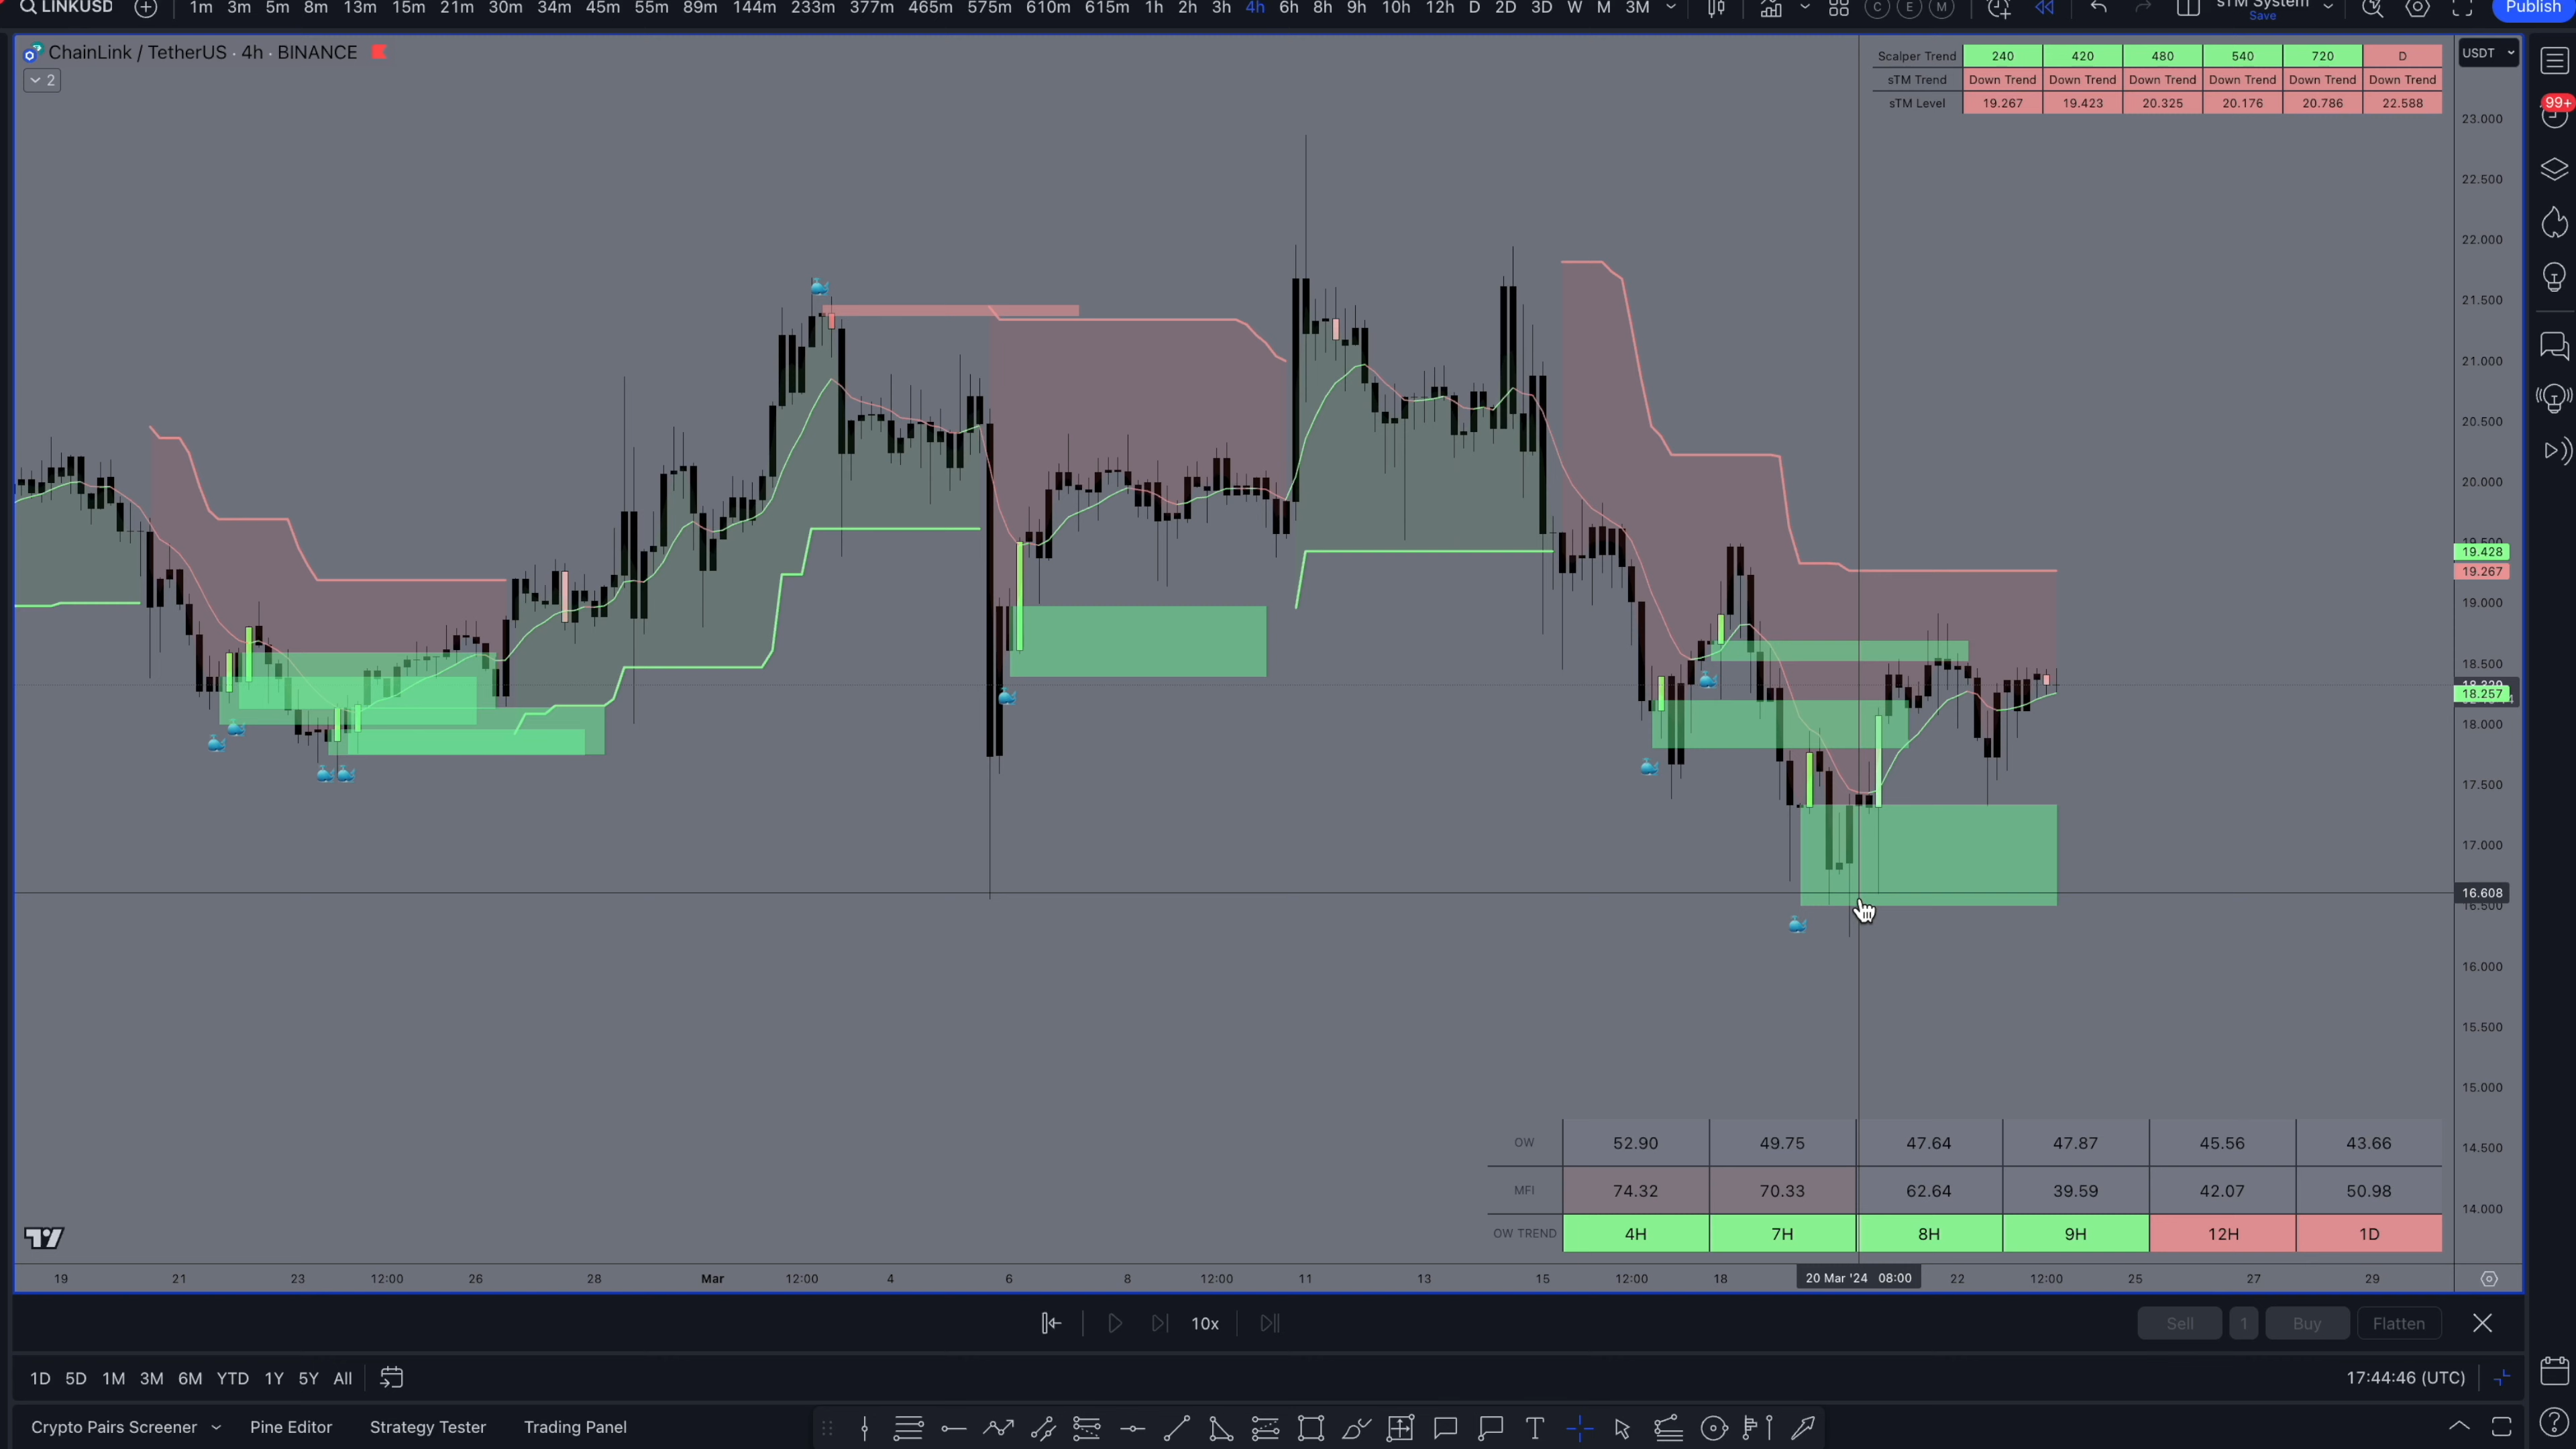 LINKUSD 1m 3m 5m 8m 13m 15m 21m 30m 34m 45m 55m 89m 144m 233m 377m 465m 575m 610m 615m 1h 2h 3h 4h 6h 8h 9h 10h 12h D 2D 3D W M 3M C E M sTM System Save Publish
ChainLink / TetherUS · 4h · BINANCE
2
Scalper Trend 240 420 480 540 720 D
sTM Trend Down Trend Down Trend Down Trend Down Trend Down Trend Down Trend
sTM Level 19.267 19.423 20.325 20.176 20.786 22.588
USDT
99+
23.000
22.500
22.000
21.500
21.000
20.500
20.000
19.428
19.267
19.000
18.500
18.257
18.000
17.500
17.000
16.608
16.000
15.500
15.000
14.500
14.000
OW 52.90 49.75 47.64 47.87 45.56 43.66
MFI 74.32 70.33 62.64 39.59 42.07 50.98
OW TREND 4H 7H 8H 9H 12H 1D
19 21 23 12:00 26 28 Mar 12:00 4 6 8 12:00 11 13 15 12:00 18 20 Mar '24 08:00 22 12:00 25 27 29
10x Sell 1 Buy Flatten
1D 5D 1M 3M 6M YTD 1Y 5Y All 17:44:46 (UTC)
Crypto Pairs Screener Pine Editor Strategy Tester Trading Panel